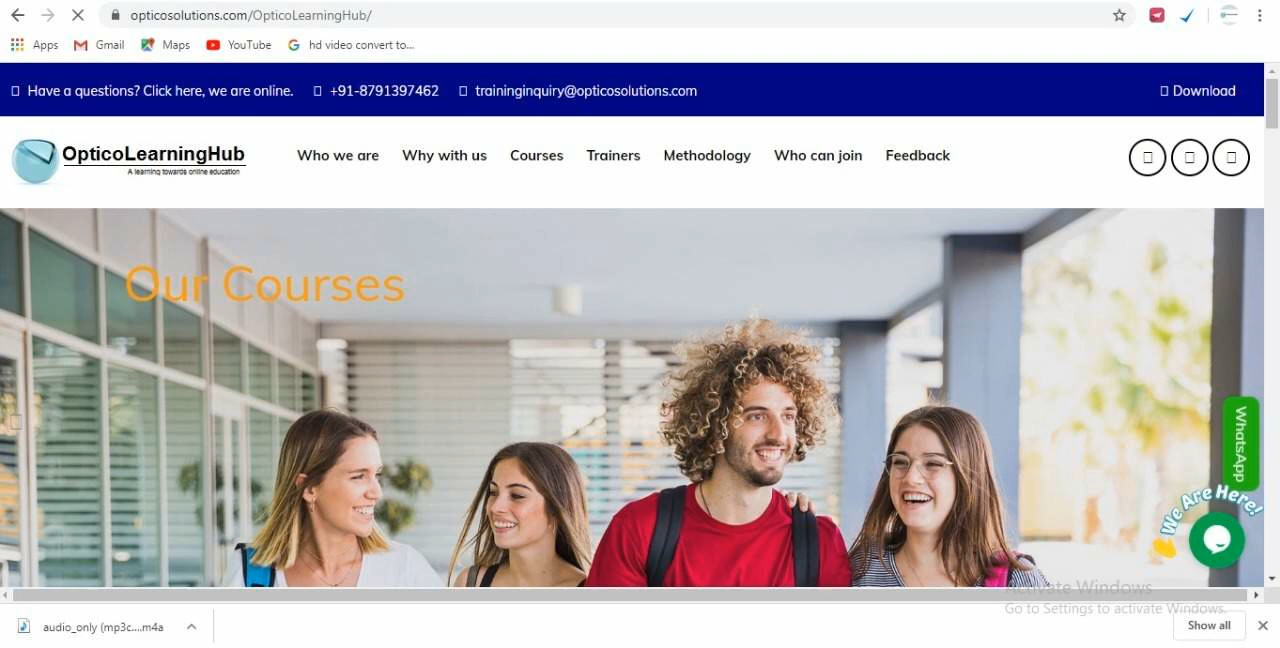 opticosolutions.com/OpticoLearningHub/
Apps Gmail Maps YouTube hd video convert to...
Have a questions? Click here, we are online. +91-8791397462 traininginquiry@opticosolutions.com Download
OpticoLearningHub
A learning towards online education
Who we are Why with us Courses Trainers Methodology Who can join Feedback
Our Courses
WhatsApp
We Are Here!
Activate Windows
Go to Settings to activate Windows.
audio_only (mp3c....m4a
Show all